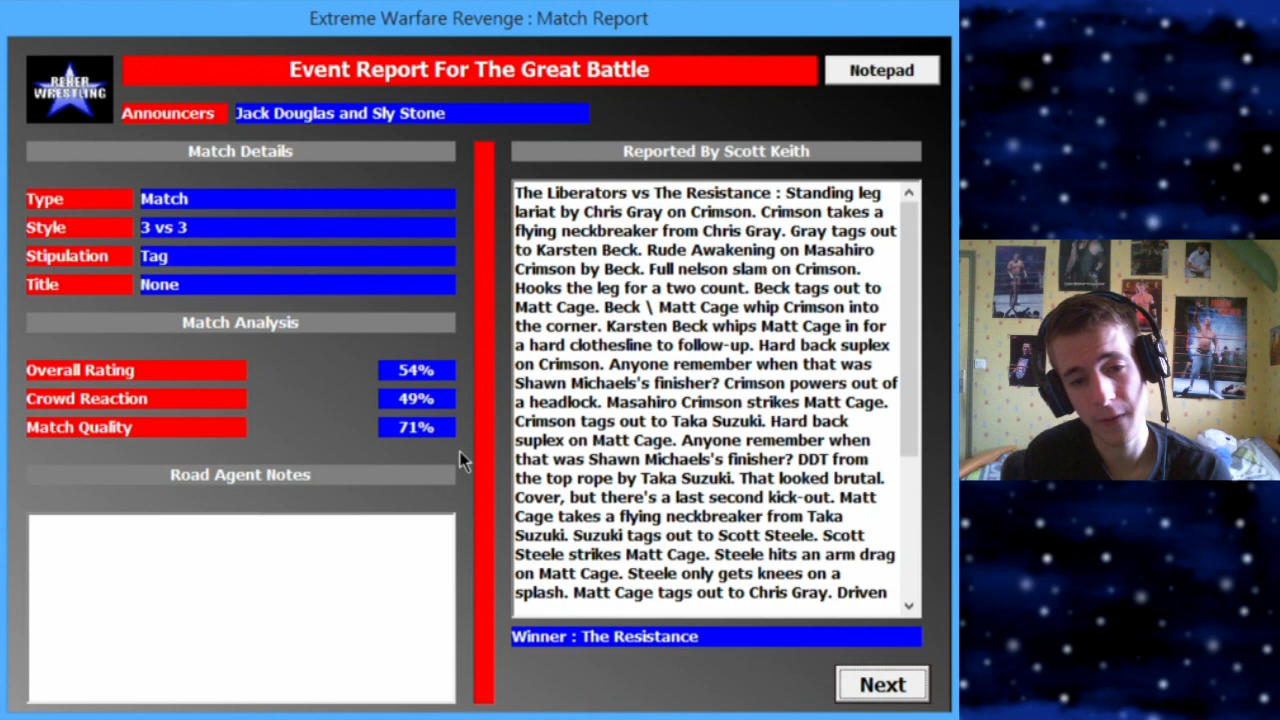 Extreme Warfare Revenge : Match Report
REHER
WRESTLING
Event Report For The Great Battle
Notepad
Announcers
Jack Douglas and Sly Stone
Match Details
Type
Match
Style
3 vs 3
Stipulation
Tag
Title
None
Match Analysis
Overall Rating
54%
Crowd Reaction
49%
Match Quality
71%
Road Agent Notes
Reported By Scott Keith
The Liberators vs The Resistance : Standing leg
lariat by Chris Gray on Crimson. Crimson takes a
flying neckbreaker from Chris Gray. Gray tags out
to Karsten Beck. Rude Awakening on Masahiro
Crimson by Beck. Full nelson slam on Crimson.
Hooks the leg for a two count. Beck tags out to
Matt Cage. Beck \ Matt Cage whip Crimson into
the corner. Karsten Beck whips Matt Cage in for
a hard clothesline to follow-up. Hard back suplex
on Crimson. Anyone remember when that was
Shawn Michaels's finisher? Crimson powers out of
a headlock. Masahiro Crimson strikes Matt Cage.
Crimson tags out to Taka Suzuki. Hard back
suplex on Matt Cage. Anyone remember when
that was Shawn Michaels's finisher? DDT from
the top rope by Taka Suzuki. That looked brutal.
Cover, but there's a last second kick-out. Matt
Cage takes a flying neckbreaker from Taka
Suzuki. Suzuki tags out to Scott Steele. Scott
Steele strikes Matt Cage. Steele hits an arm drag
on Matt Cage. Steele only gets knees on a
splash. Matt Cage tags out to Chris Gray. Driven
Winner : The Resistance
Next